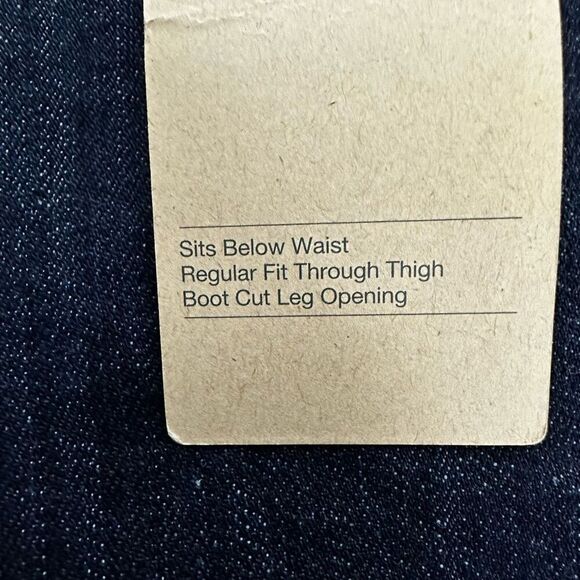 Sits Below Waist
Regular Fit Through Thigh
Boot Cut Leg Opening